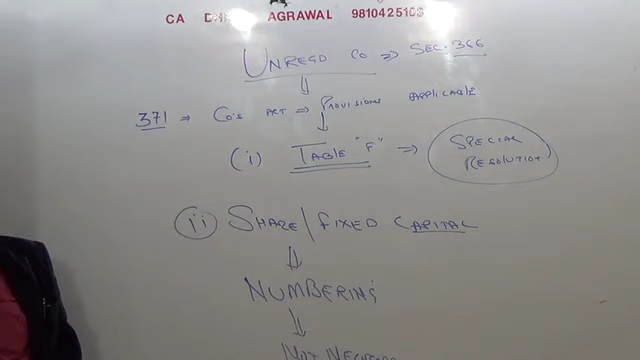 CA AGRAWAL 9810425103
UNREGD CO ⇒ SEC. 366
371 ⇒ Co's ACT ⇒ PROVISIONS APPLICABLE
(i) TABLE "F" ⇒ SPECIAL RESOLUTION
(ii) SHARE/FIXED CAPITAL
NUMBERING
NOT